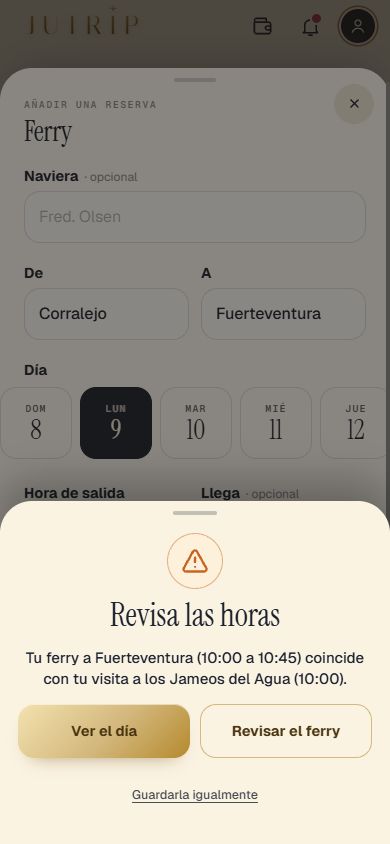 JUTRIP
AÑADIR UNA RESERVA
Ferry
Naviera · opcional
Fred. Olsen
De A
Corralejo Fuerteventura
Día
DOM LUN MAR MIÉ JUE
8 9 10 11 12
Hora de salida Llega · opcional
Revisa las horas
Tu ferry a Fuerteventura (10:00 a 10:45) coincide
con tu visita a los Jameos del Agua (10:00).
Ver el día Revisar el ferry
Guardarla igualmente